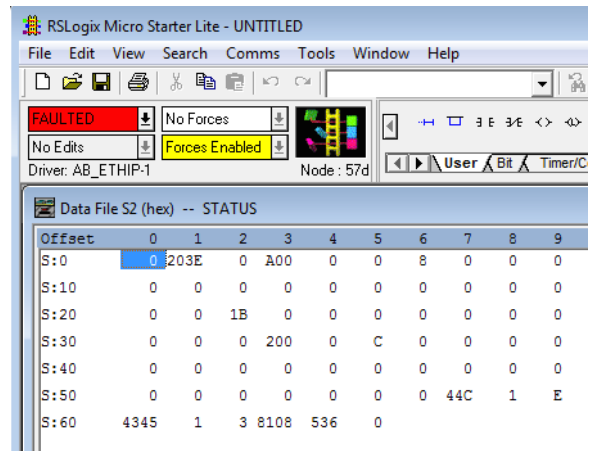 RSLogix Micro Starter Lite - UNTITLED
File Edit View Search Comms Tools Window Help
FAULTED No Forces
No Edits Forces Enabled
Driver: AB_ETHIP-1 Node : 57d
User Bit Timer/C
Data File S2 (hex) -- STATUS
Offset 0 1 2 3 4 5 6 7 8 9
S:0 0 203E 0 A00 0 0 8 0 0 0
S:10 0 0 0 0 0 0 0 0 0 0
S:20 0 0 1B 0 0 0 0 0 0 0
S:30 0 0 0 200 0 C 0 0 0 0
S:40 0 0 0 0 0 0 0 0 0 0
S:50 0 0 0 0 0 0 0 44C 1 E
S:60 4345 1 3 8108 536 0